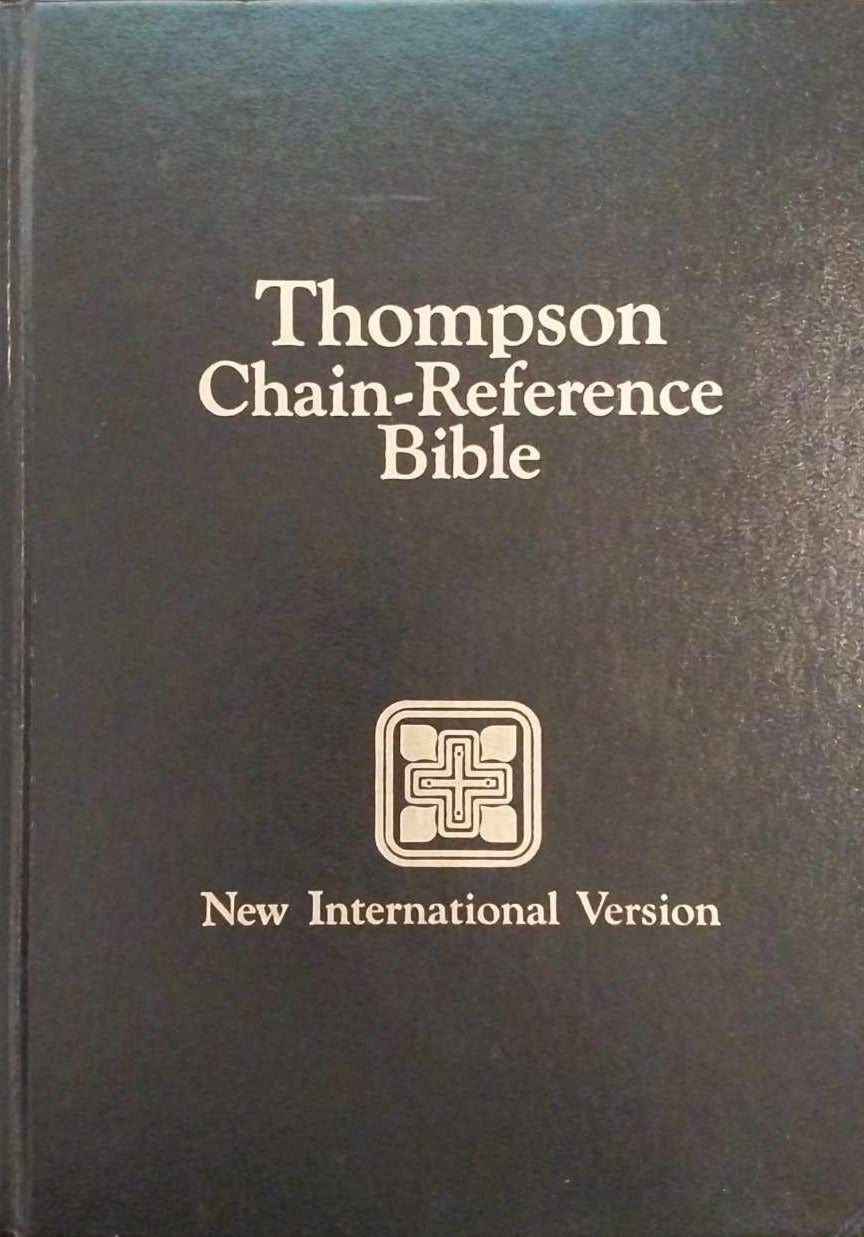 Thompson
Chain-Reference
Bible
New International Version